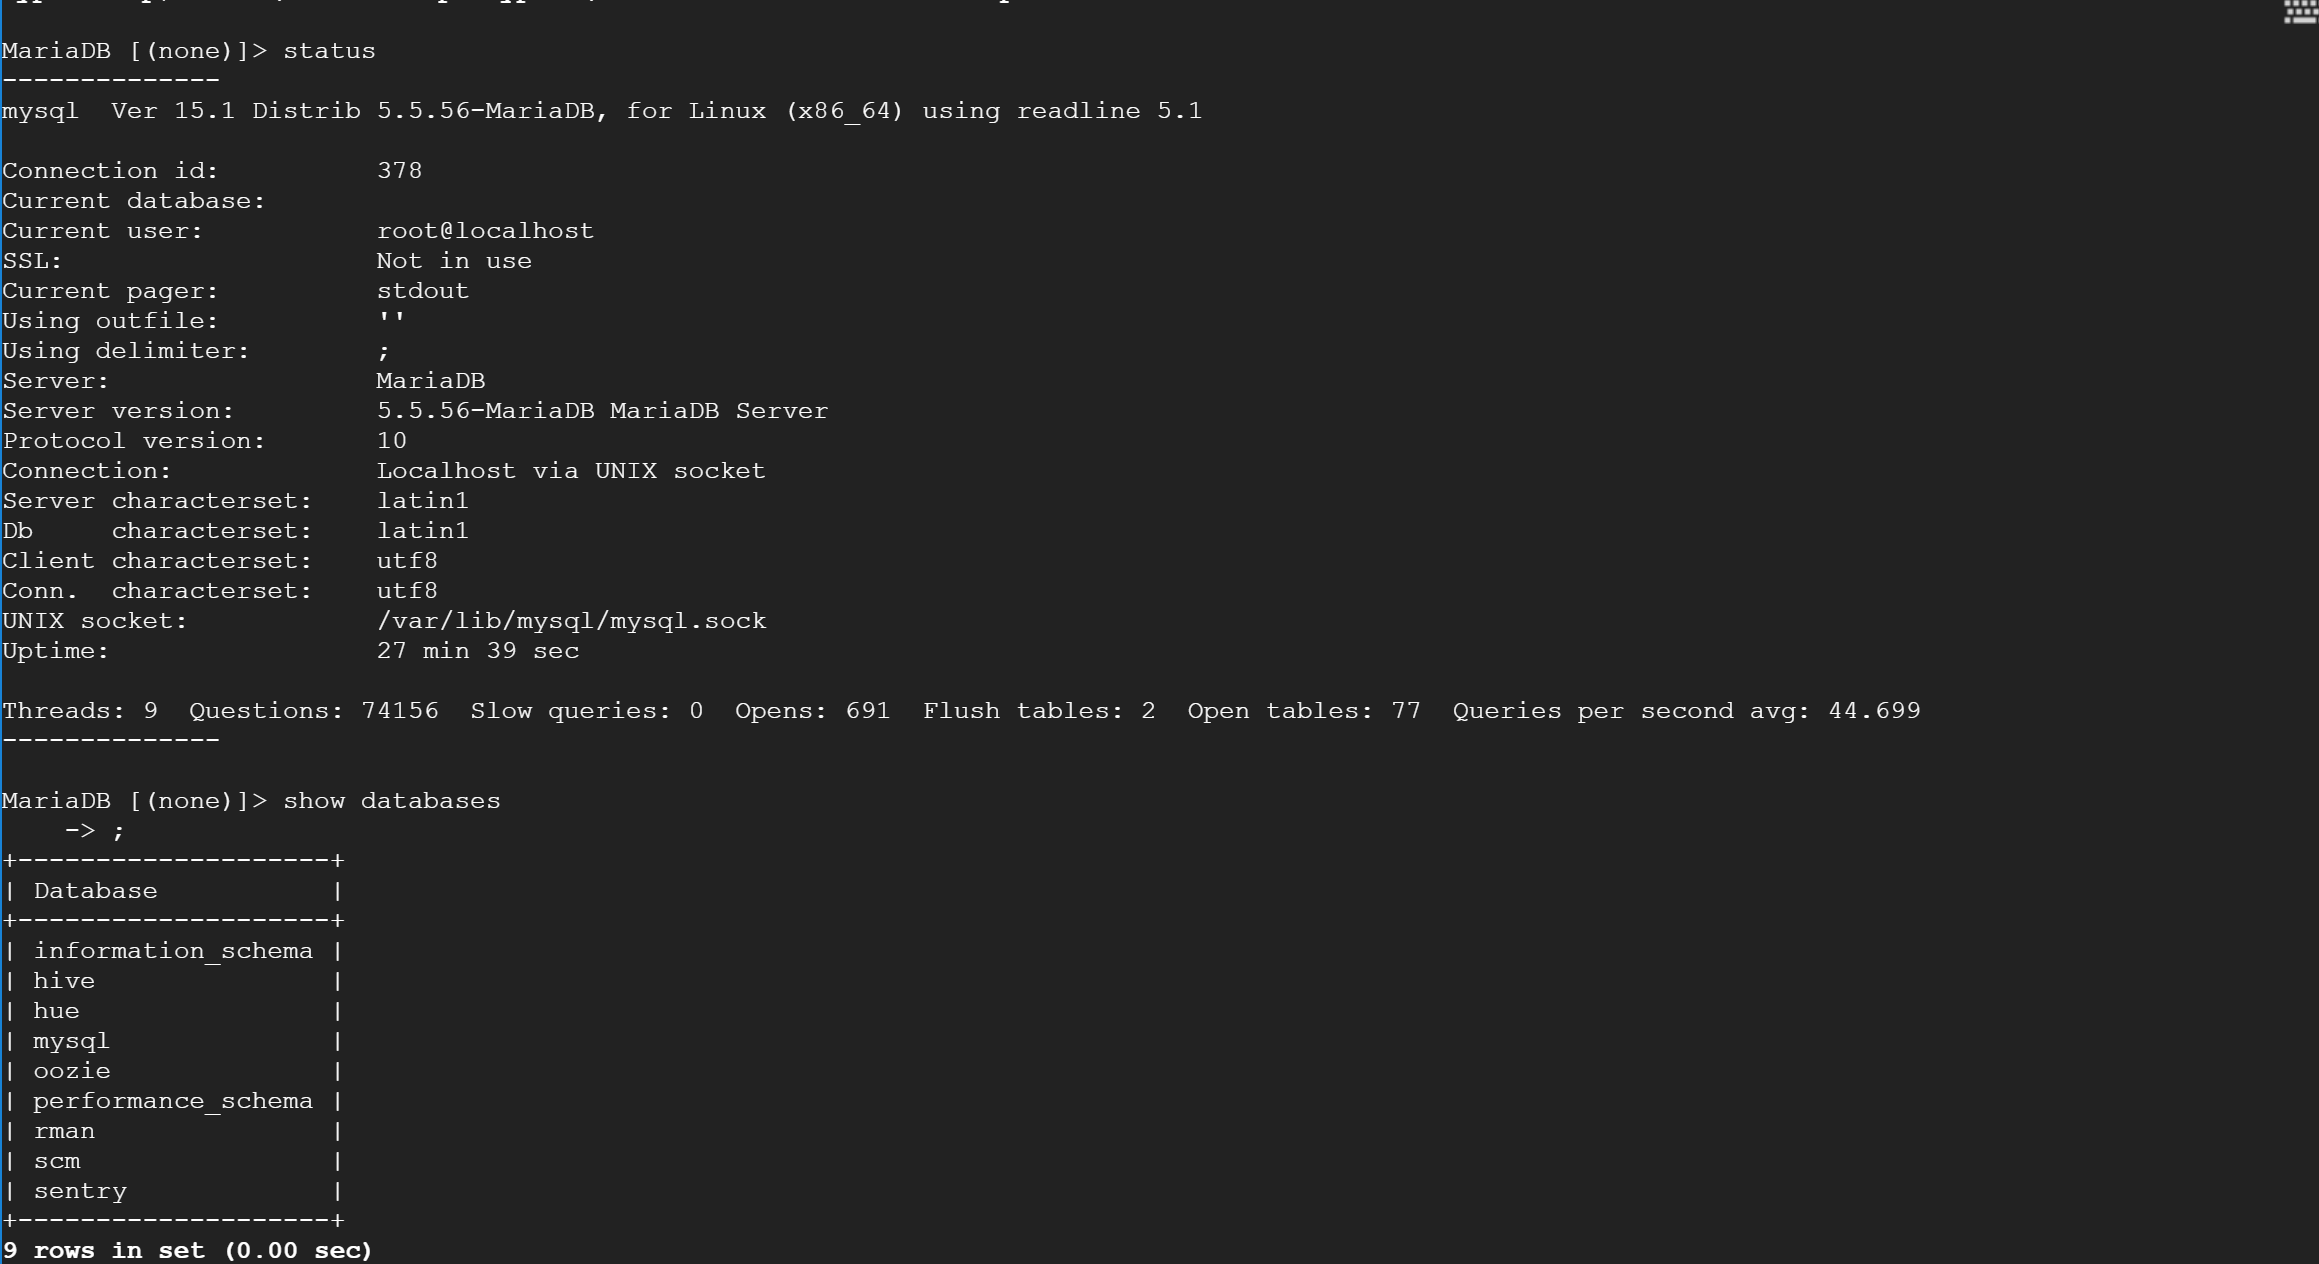 MariaDB [(none)]> status
--------------
mysql  Ver 15.1 Distrib 5.5.56-MariaDB, for Linux (x86_64) using readline 5.1
Connection id:          378
Current database:
Current user:           root@localhost
SSL:                    Not in use
Current pager:          stdout
Using outfile:          ''
Using delimiter:        ;
Server:                 MariaDB
Server version:         5.5.56-MariaDB MariaDB Server
Protocol version:       10
Connection:             Localhost via UNIX socket
Server characterset:    latin1
Db     characterset:    latin1
Client characterset:    utf8
Conn.  characterset:    utf8
UNIX socket:            /var/lib/mysql/mysql.sock
Uptime:                 27 min 39 sec
Threads: 9  Questions: 74156  Slow queries: 0  Opens: 691  Flush tables: 2  Open tables: 77  Queries per second avg: 44.699
--------------
MariaDB [(none)]> show databases
    -> ;
+--------------------+
| Database           |
+--------------------+
| information_schema |
| hive               |
| hue                |
| mysql              |
| oozie              |
| performance_schema |
| rman               |
| scm                |
| sentry             |
+--------------------+
9 rows in set (0.00 sec)